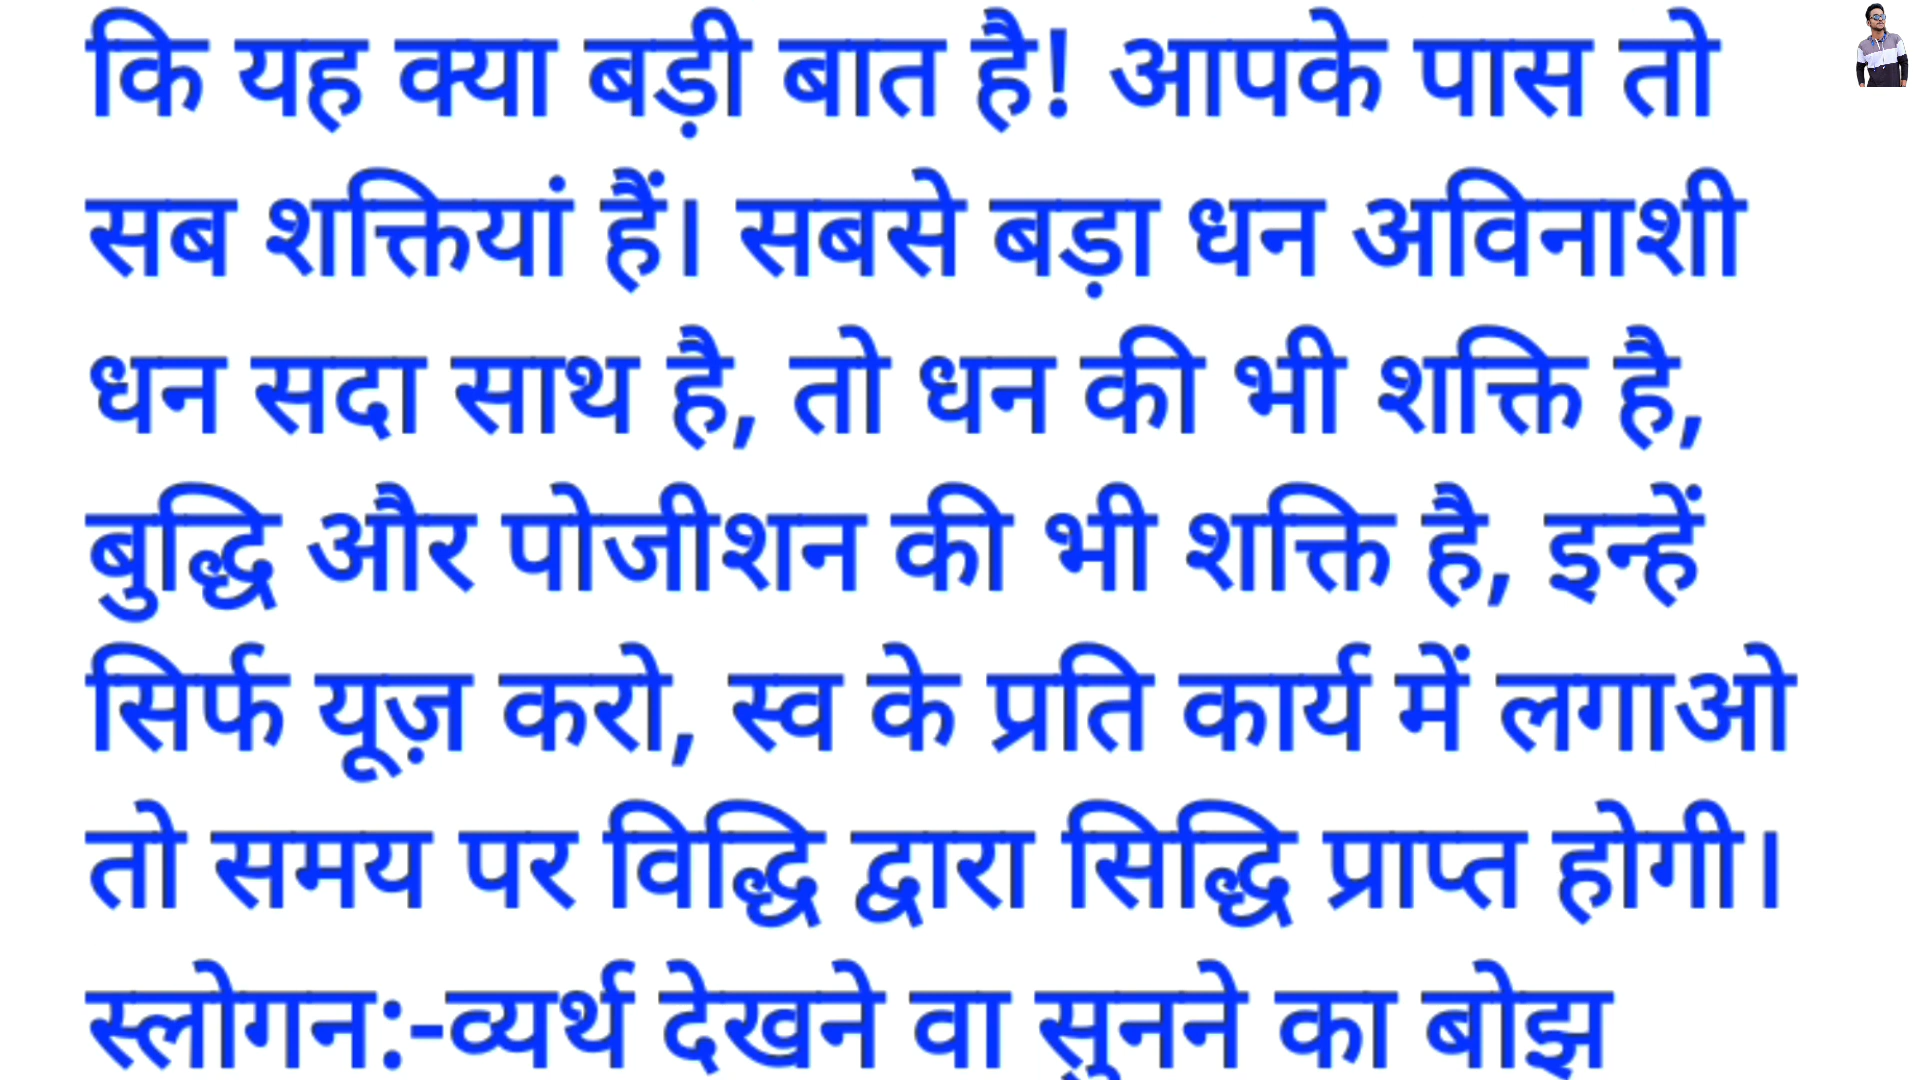 कि यह क्या बड़ी बात है! आपके पास तो
सब शक्तियां हैं। सबसे बड़ा धन अविनाशी
धन सदा साथ है, तो धन की भी शक्ति है,
बुद्धि और पोजीशन की भी शक्ति है, इन्हें
सिर्फ यूज़ करो, स्व के प्रति कार्य में लगाओ
तो समय पर विद्धि द्वारा सिद्धि प्राप्त होगी।
स्लोगन:-व्यर्थ देखने वा सुनने का बोझ